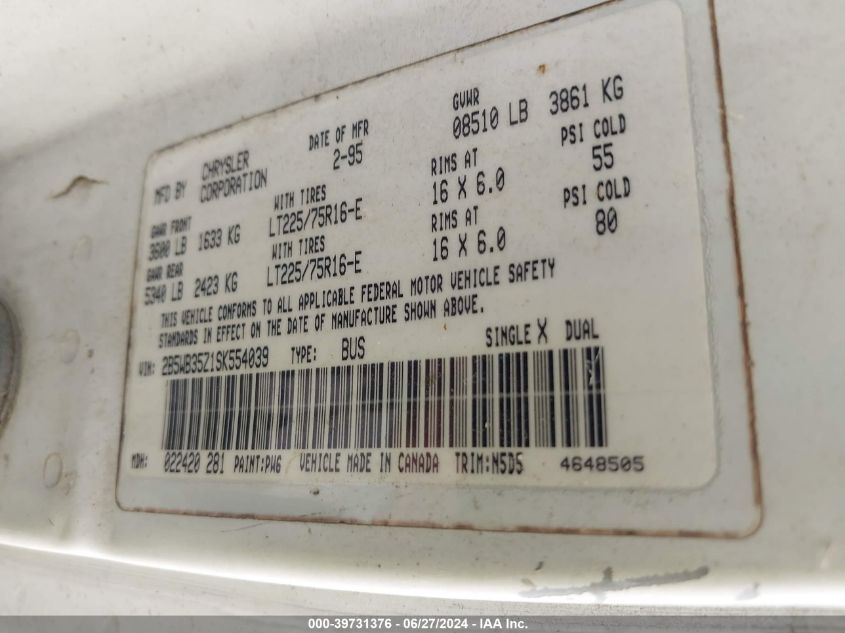 MFD BY CHRYSLER CORPORATION DATE OF MFR 2-95 GVWR 08510 LB 3861 KG
GAWR FRONT 3600 LB 1633 KG WITH TIRES LT225/75R16-E RIMS AT 16 X 6.0 PSI COLD 55
GAWR REAR 5340 LB 2423 KG WITH TIRES LT225/75R16-E RIMS AT 16 X 6.0 PSI COLD 80
THIS VEHICLE CONFORMS TO ALL APPLICABLE FEDERAL MOTOR VEHICLE SAFETY
STANDARDS IN EFFECT ON THE DATE OF MANUFACTURE SHOWN ABOVE.
VIN: 2B5WB35Z1SK554039 TYPE: BUS SINGLE X DUAL
MDH: 022420 281 PAINT:PW6 VEHICLE MADE IN CANADA TRIM:N5D5 4648505
000-39731376 / 06/27/2024 - IAA Inc.